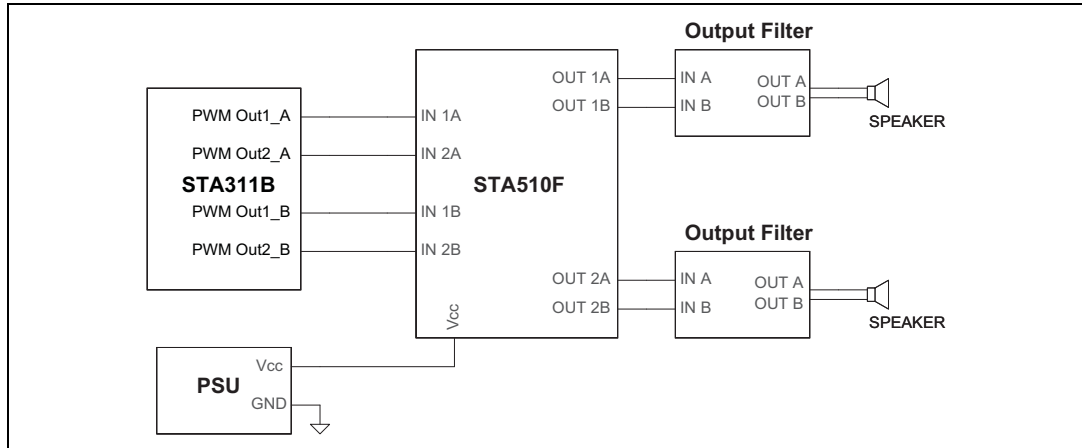 Output Filter
OUT 1A
IN A
OUT A
OUT 1B
IN B
OUT B
SPEAKER
PWM Out1_A
IN 1A
PWM Out2_A
IN 2A
STA311B
STA510F
PWM Out1_B
IN 1B
PWM Out2_B
IN 2B
Output Filter
OUT 2A
IN A
OUT A
OUT 2B
IN B
OUT B
SPEAKER
Vcc
Vcc
PSU
GND